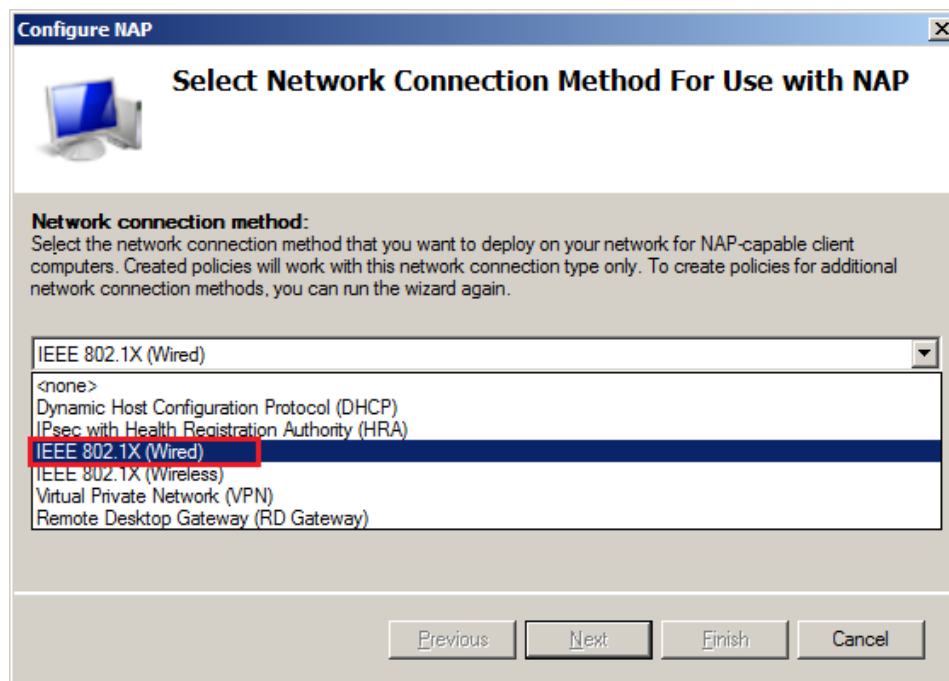 Configure NAP
Select Network Connection Method For Use with NAP
Network connection method:
Select the network connection method that you want to deploy on your network for NAP-capable client
computers. Created policies will work with this network connection type only. To create policies for additional
network connection methods, you can run the wizard again.
IEEE 802.1X (Wired)
<none>
Dynamic Host Configuration Protocol (DHCP)
IPsec with Health Registration Authority (HRA)
IEEE 802.1X (Wired)
IEEE 802.1X (Wireless)
Virtual Private Network (VPN)
Remote Desktop Gateway (RD Gateway)
Previous Next Finish Cancel